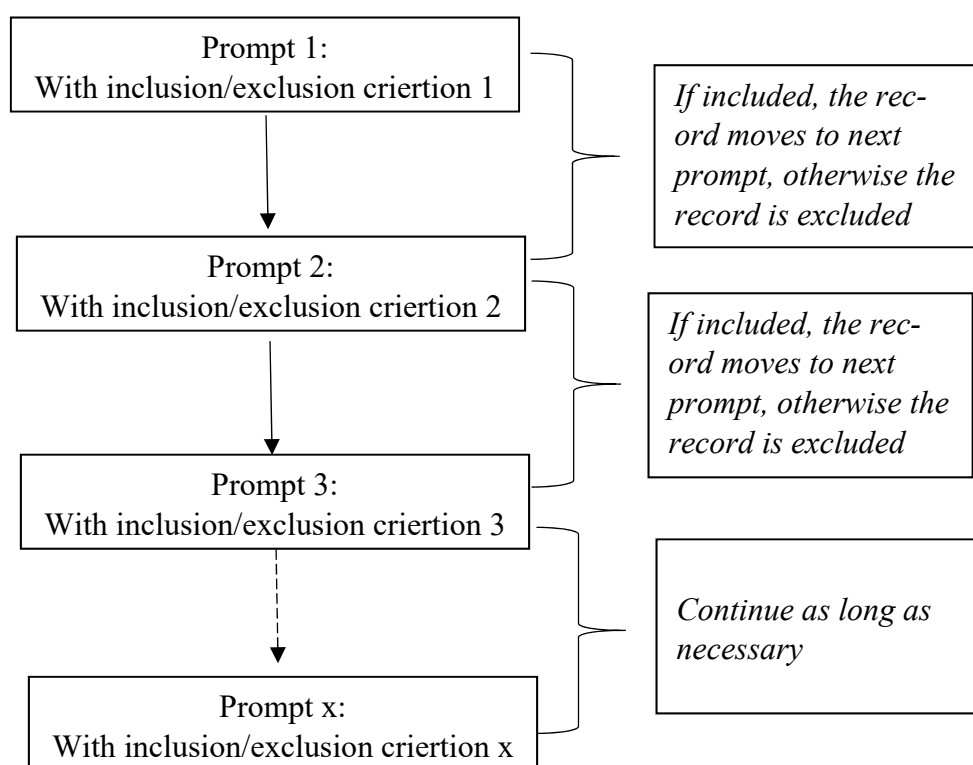 Prompt 1:
With inclusion/exclusion criertion 1
If included, the rec-
ord moves to next
prompt, otherwise the
record is excluded
Prompt 2:
With inclusion/exclusion criertion 2
If included, the rec-
ord moves to next
prompt, otherwise the
record is excluded
Prompt 3:
With inclusion/exclusion criertion 3
Continue as long as
necessary
Prompt x:
With inclusion/exclusion criertion x